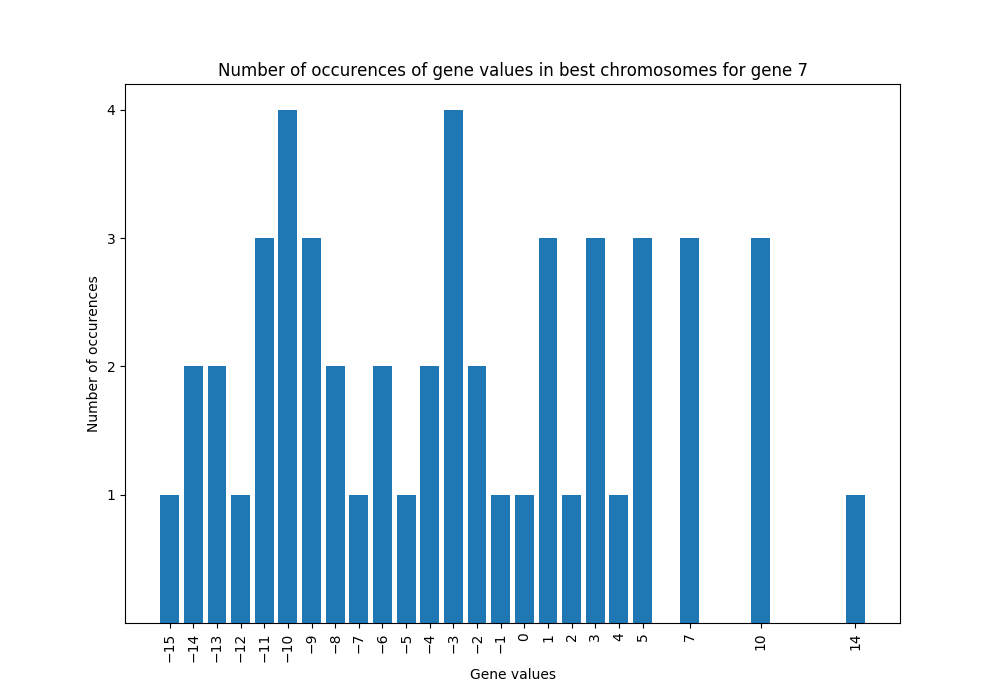 Number of occurences of gene values in best chromosomes for gene 7
4
3
2
1
Number of occurences
−15 −14 −13 −12 −11 −10 −9 −8 −7 −6 −5 −4 −3 −2 −1 0 1 2 3 4 5 7 10 14
Gene values